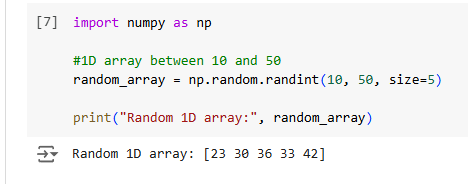 [7] import numpy as np
#1D array between 10 and 50
random_array = np.random.randint(10, 50, size=5)
print("Random 1D array:", random_array)
Random 1D array: [23 30 36 33 42]